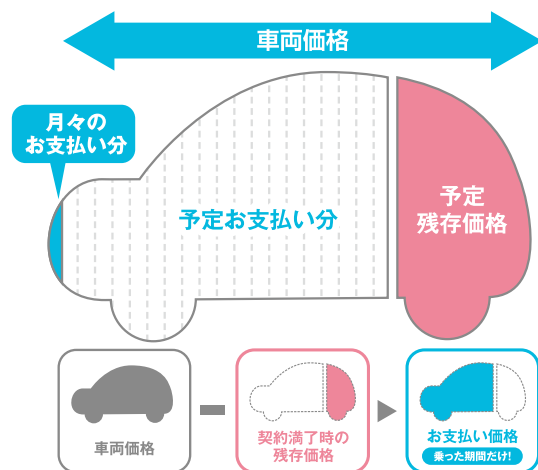 車両価格
月々の
お支払い分
予定お支払い分
予定
残存価格
車両価格
契約満了時の
残存価格
お支払い価格
乗った期間だけ!